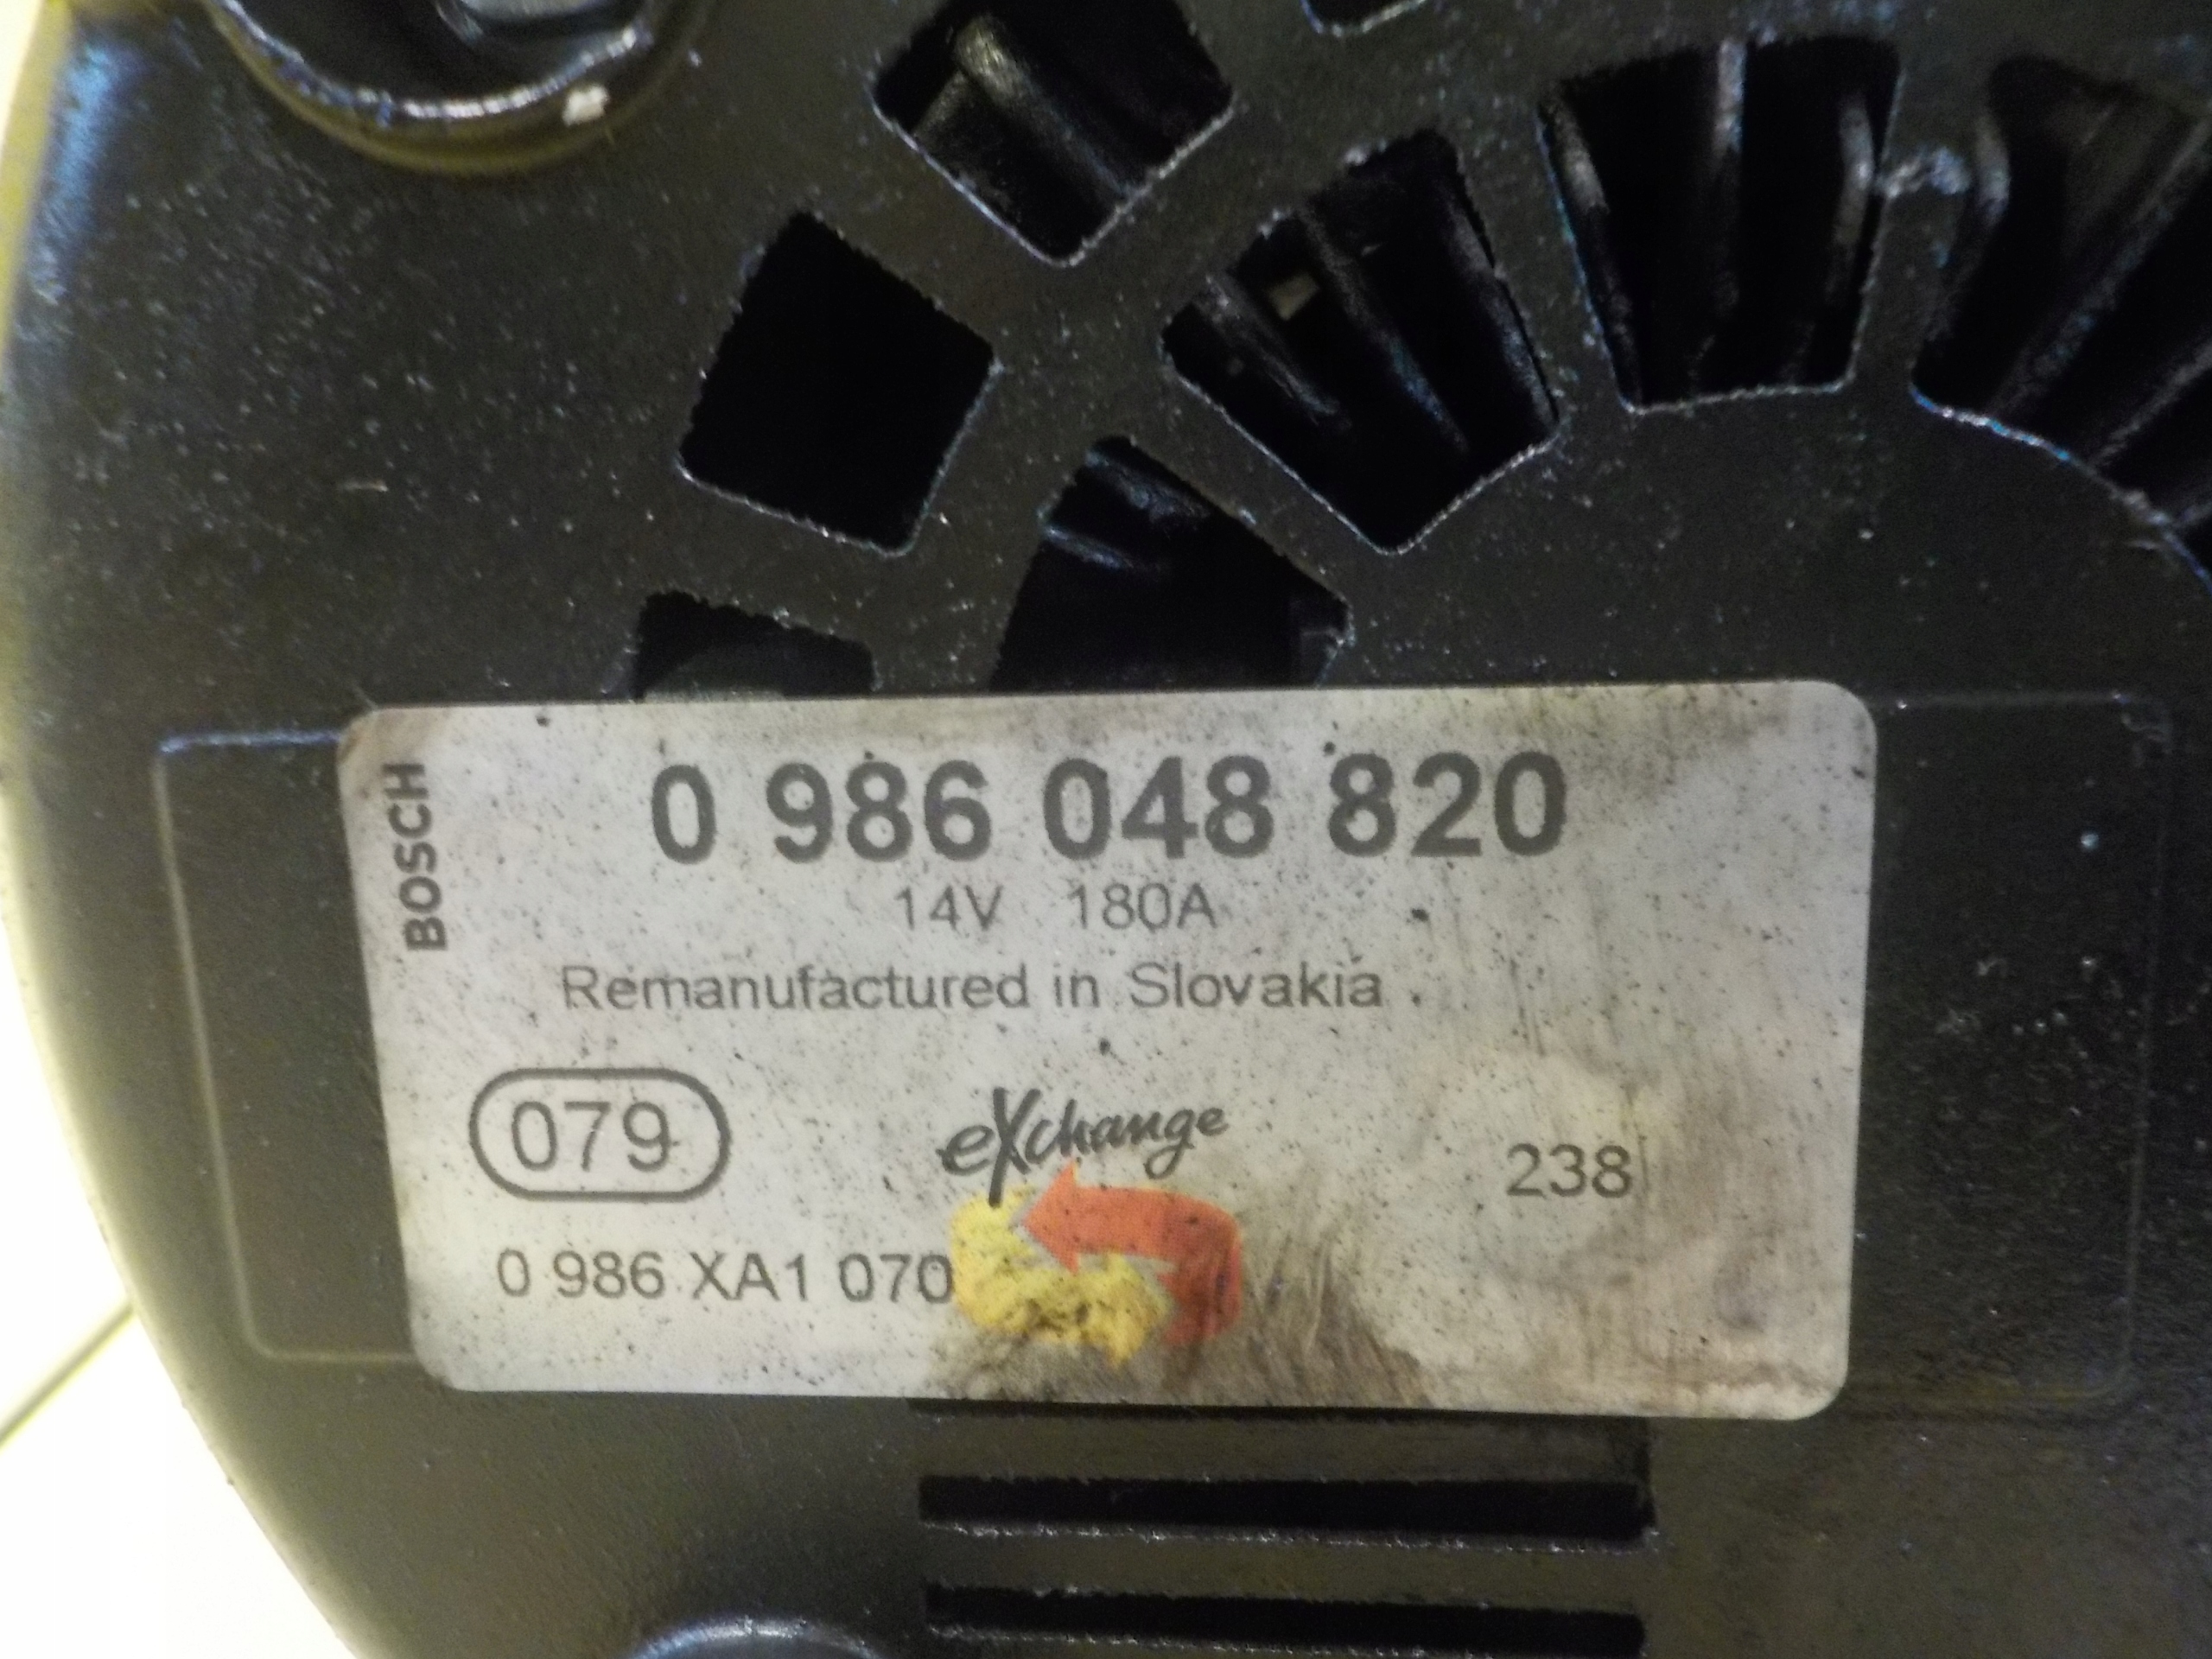 BOSCH
0 986 048 820
14V 180A
Remanufactured in Slovakia
079
eXchange
238
0 986 XA1 070